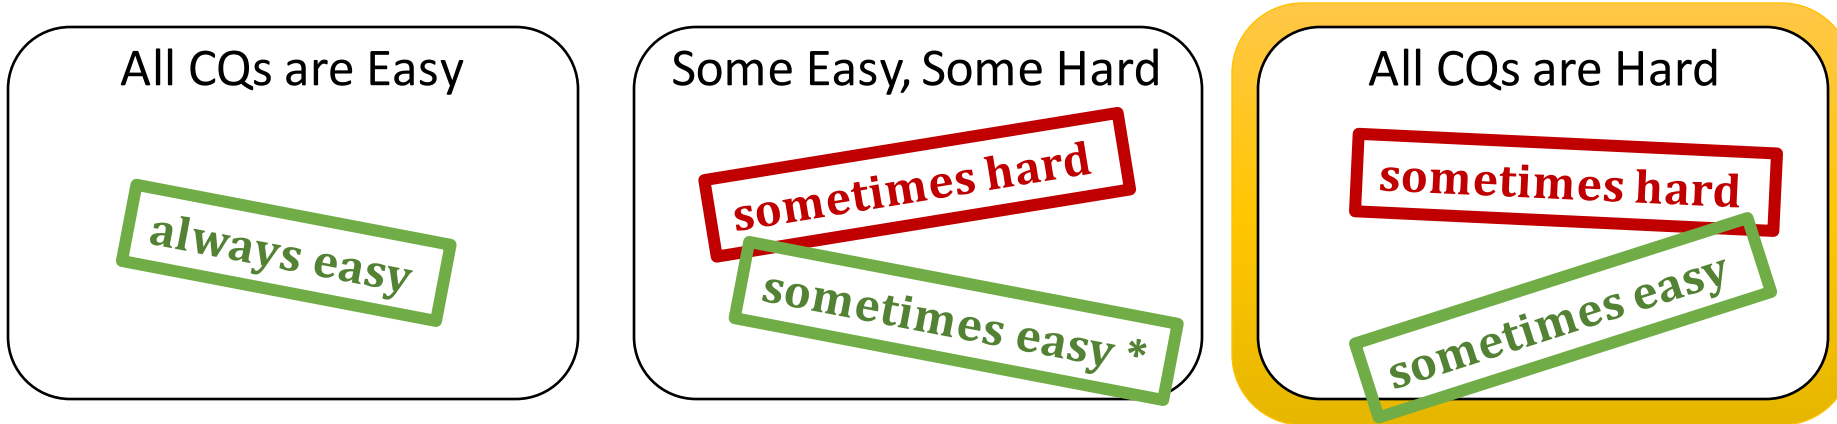 All CQs are Easy
always easy
Some Easy, Some Hard
sometimes hard
sometimes easy *
All CQs are Hard
sometimes hard
sometimes easy